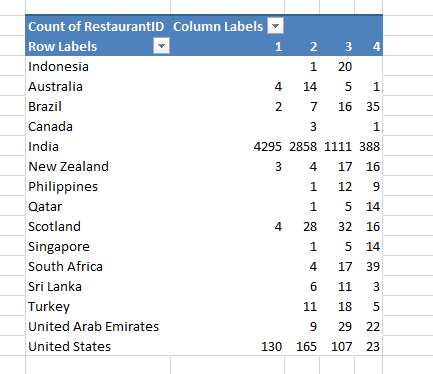 Count of RestaurantID Column Labels
Row Labels 1 2 3 4
Indonesia 1 20
Australia 4 14 5 1
Brazil 2 7 16 35
Canada 3 1
India 4295 2858 1111 388
New Zealand 3 4 17 16
Philippines 1 12 9
Qatar 1 5 14
Scotland 4 28 32 16
Singapore 1 5 14
South Africa 4 17 39
Sri Lanka 6 11 3
Turkey 11 18 5
United Arab Emirates 9 29 22
United States 130 165 107 23